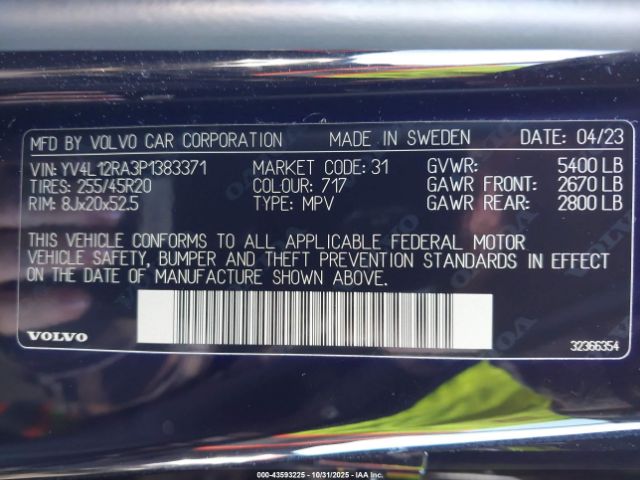 MFD BY VOLVO CAR CORPORATION MADE IN SWEDEN DATE: 04/23
VIN: YV4L12RA3P1383371 MARKET CODE: 31 GVWR: 5400 LB
TIRES: 255/45R20 COLOUR: 717 GAWR FRONT: 2670 LB
RIM: 8Jx20x52.5 TYPE: MPV GAWR REAR: 2800 LB
THIS VEHICLE CONFORMS TO ALL APPLICABLE FEDERAL MOTOR
VEHICLE SAFETY, BUMPER AND THEFT PREVENTION STANDARDS IN EFFECT
ON THE DATE OF MANUFACTURE SHOWN ABOVE.
VOLVO
32366354
000-43593225 - 10/31/2025 - IAAI.COM